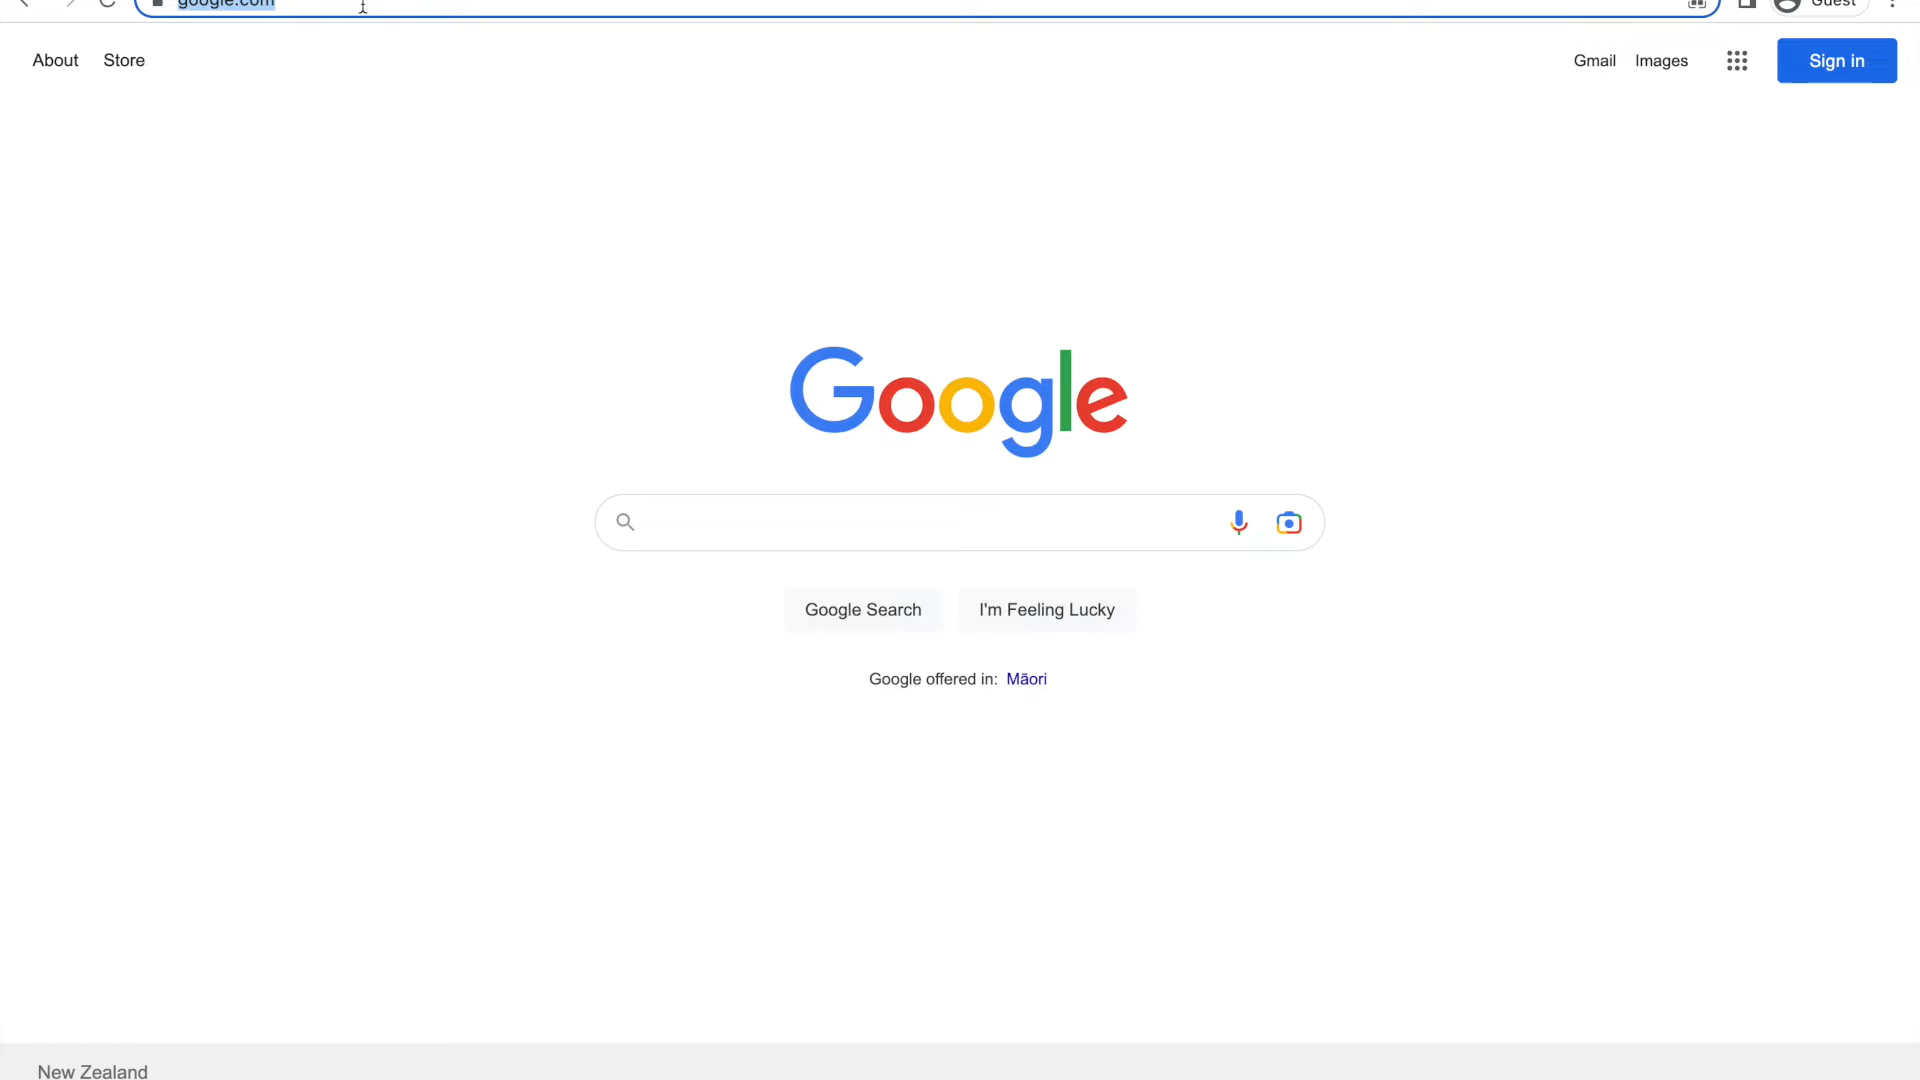 google.com
Guest
About Store
Gmail Images Sign in
Google
Google Search I'm Feeling Lucky
Google offered in: Māori
New Zealand